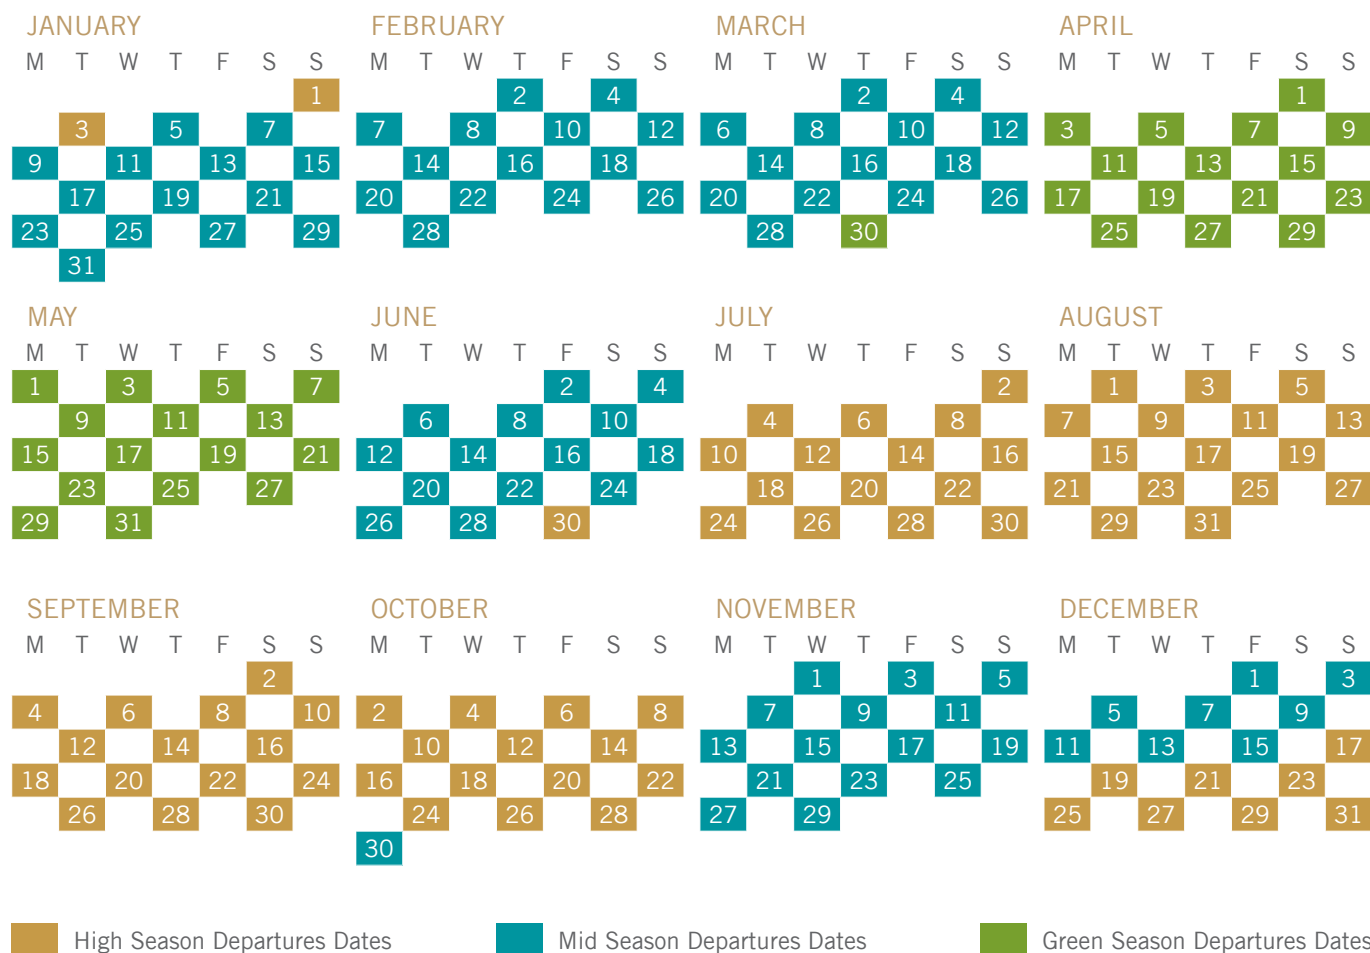 JANUARY FEBRUARY MARCH APRIL
M T W T F S S M T W T F S S M T W T F S S M T W T F S S
1 2 4 2 4 1
3 5 7 7 8 10 12 6 8 10 12 3 5 7 9
9 11 13 15 14 16 18 14 16 18 11 13 15
17 19 21 20 22 24 26 20 22 24 26 17 19 21 23
23 25 27 29 28 28 30 25 27 29
31
MAY JUNE JULY AUGUST
M T W T F S S M T W T F S S M T W T F S S M T W T F S S
1 3 5 7 2 4 2 1 3 5
9 11 13 6 8 10 4 6 8 7 9 11 13
15 17 19 21 12 14 16 18 10 12 14 16 15 17 19
23 25 27 20 22 24 18 20 22 21 23 25 27
29 31 26 28 30 24 26 28 30 29 31
SEPTEMBER OCTOBER NOVEMBER DECEMBER
M T W T F S S M T W T F S S M T W T F S S M T W T F S S
2 1 3 5 1 3
4 6 8 10 2 4 6 8 7 9 11 5 7 9
12 14 16 10 12 14 13 15 17 19 11 13 15 17
18 20 22 24 16 18 20 22 21 23 25 19 21 23
26 28 30 24 26 28 27 29 25 27 29 31
30
High Season Departures Dates Mid Season Departures Dates Green Season Departures Dates